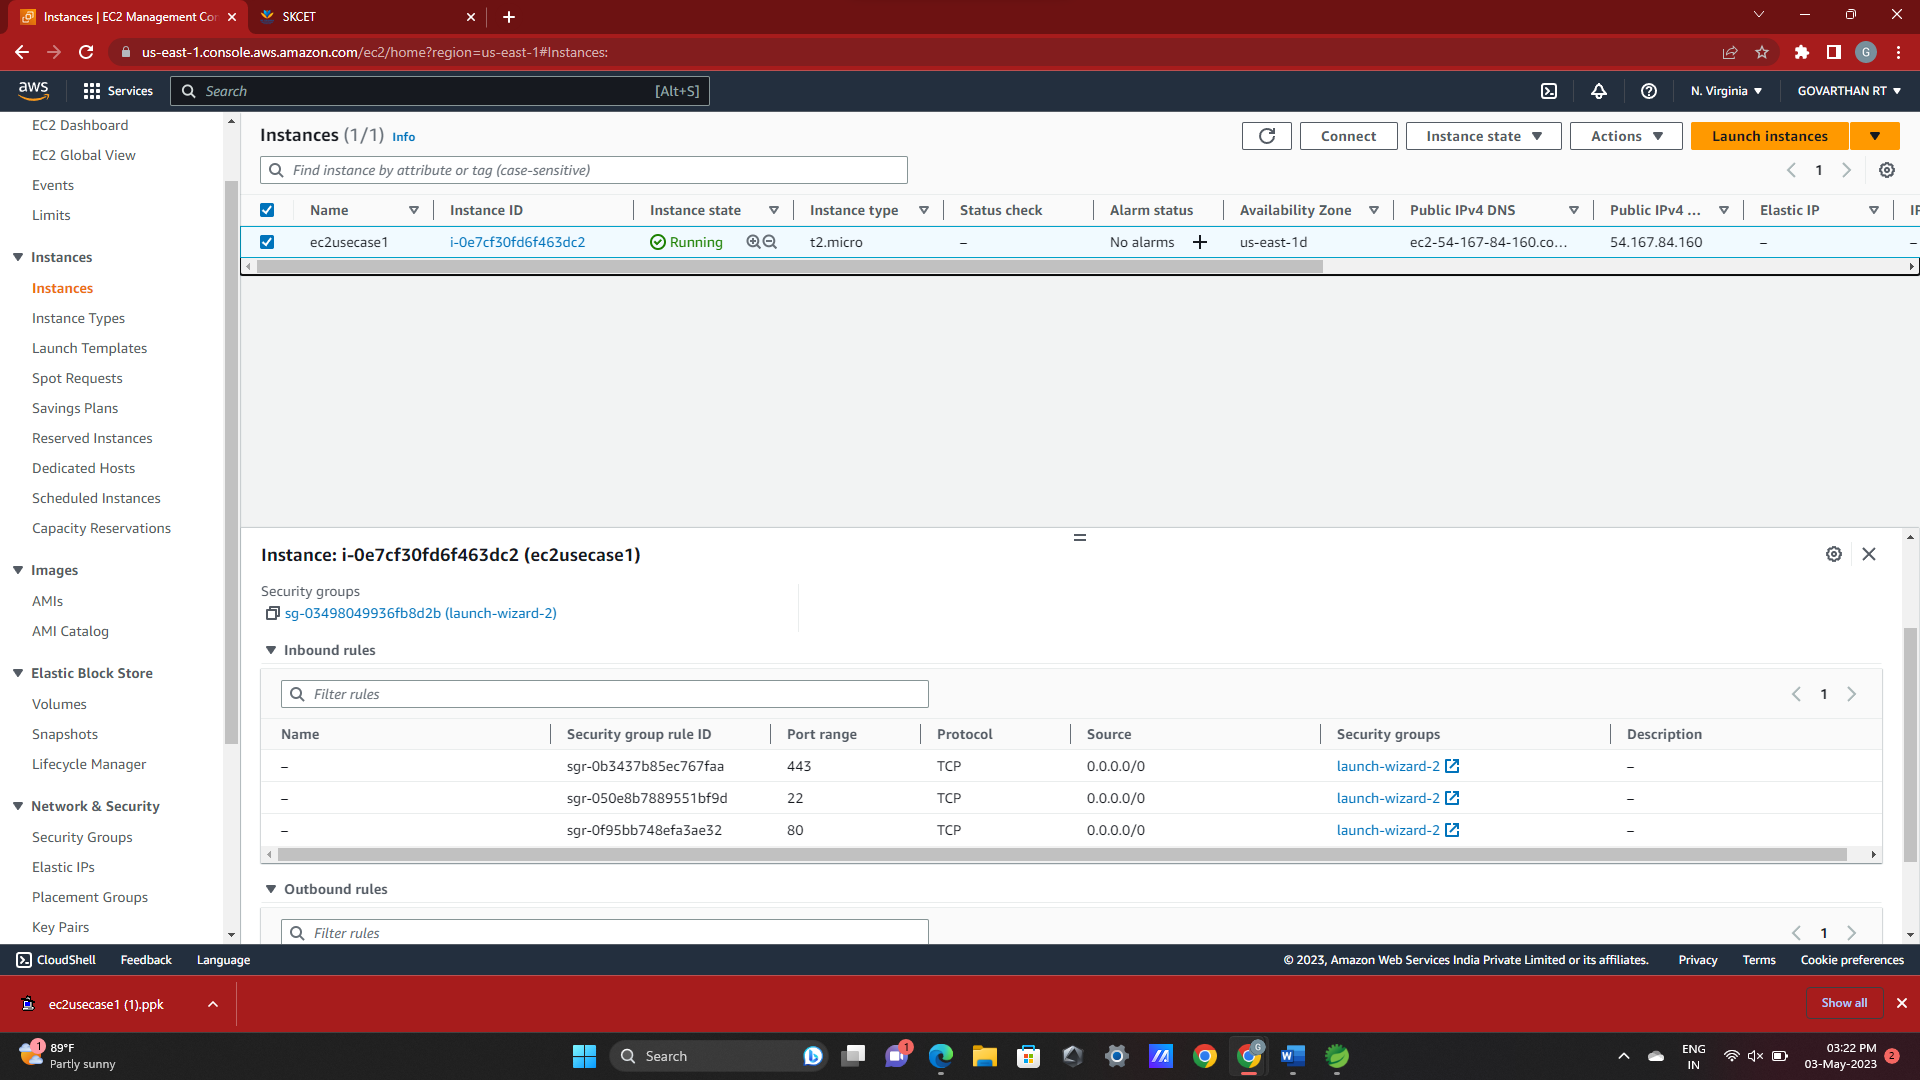 Instances | EC2 Management Con
SKCET
us-east-1.console.aws.amazon.com/ec2/home?region=us-east-1#Instances:
G
aws
Services
Search
[Alt+S]
N. Virginia
GOVARTHAN RT
EC2 Dashboard
EC2 Global View
Events
Limits
Instances
Instances
Instance Types
Launch Templates
Spot Requests
Savings Plans
Reserved Instances
Dedicated Hosts
Scheduled Instances
Capacity Reservations
Images
AMIs
AMI Catalog
Elastic Block Store
Volumes
Snapshots
Lifecycle Manager
Network & Security
Security Groups
Elastic IPs
Placement Groups
Key Pairs
Instances (1/1) Info
Connect
Instance state
Actions
Launch instances
Find instance by attribute or tag (case-sensitive)
1
Name Instance ID Instance state Instance type Status check Alarm status Availability Zone Public IPv4 DNS Public IPv4 ... Elastic IP IP
ec2usecase1 i-0e7cf30fd6f463dc2 Running t2.micro – No alarms us-east-1d ec2-54-167-84-160.co... 54.167.84.160 – –
Instance: i-0e7cf30fd6f463dc2 (ec2usecase1)
Security groups
sg-03498049936fb8d2b (launch-wizard-2)
Inbound rules
Filter rules
1
Name Security group rule ID Port range Protocol Source Security groups Description
– sgr-0b3437b85ec767faa 443 TCP 0.0.0.0/0 launch-wizard-2 –
– sgr-050e8b7889551bf9d 22 TCP 0.0.0.0/0 launch-wizard-2 –
– sgr-0f95bb748efa3ae32 80 TCP 0.0.0.0/0 launch-wizard-2 –
Outbound rules
Filter rules
1
CloudShell Feedback Language
© 2023, Amazon Web Services India Private Limited or its affiliates. Privacy Terms Cookie preferences
ec2usecase1 (1).ppk
Show all
1
89°F
Partly sunny
Search
1
G
ENG
IN
03:22 PM
03-May-2023
2